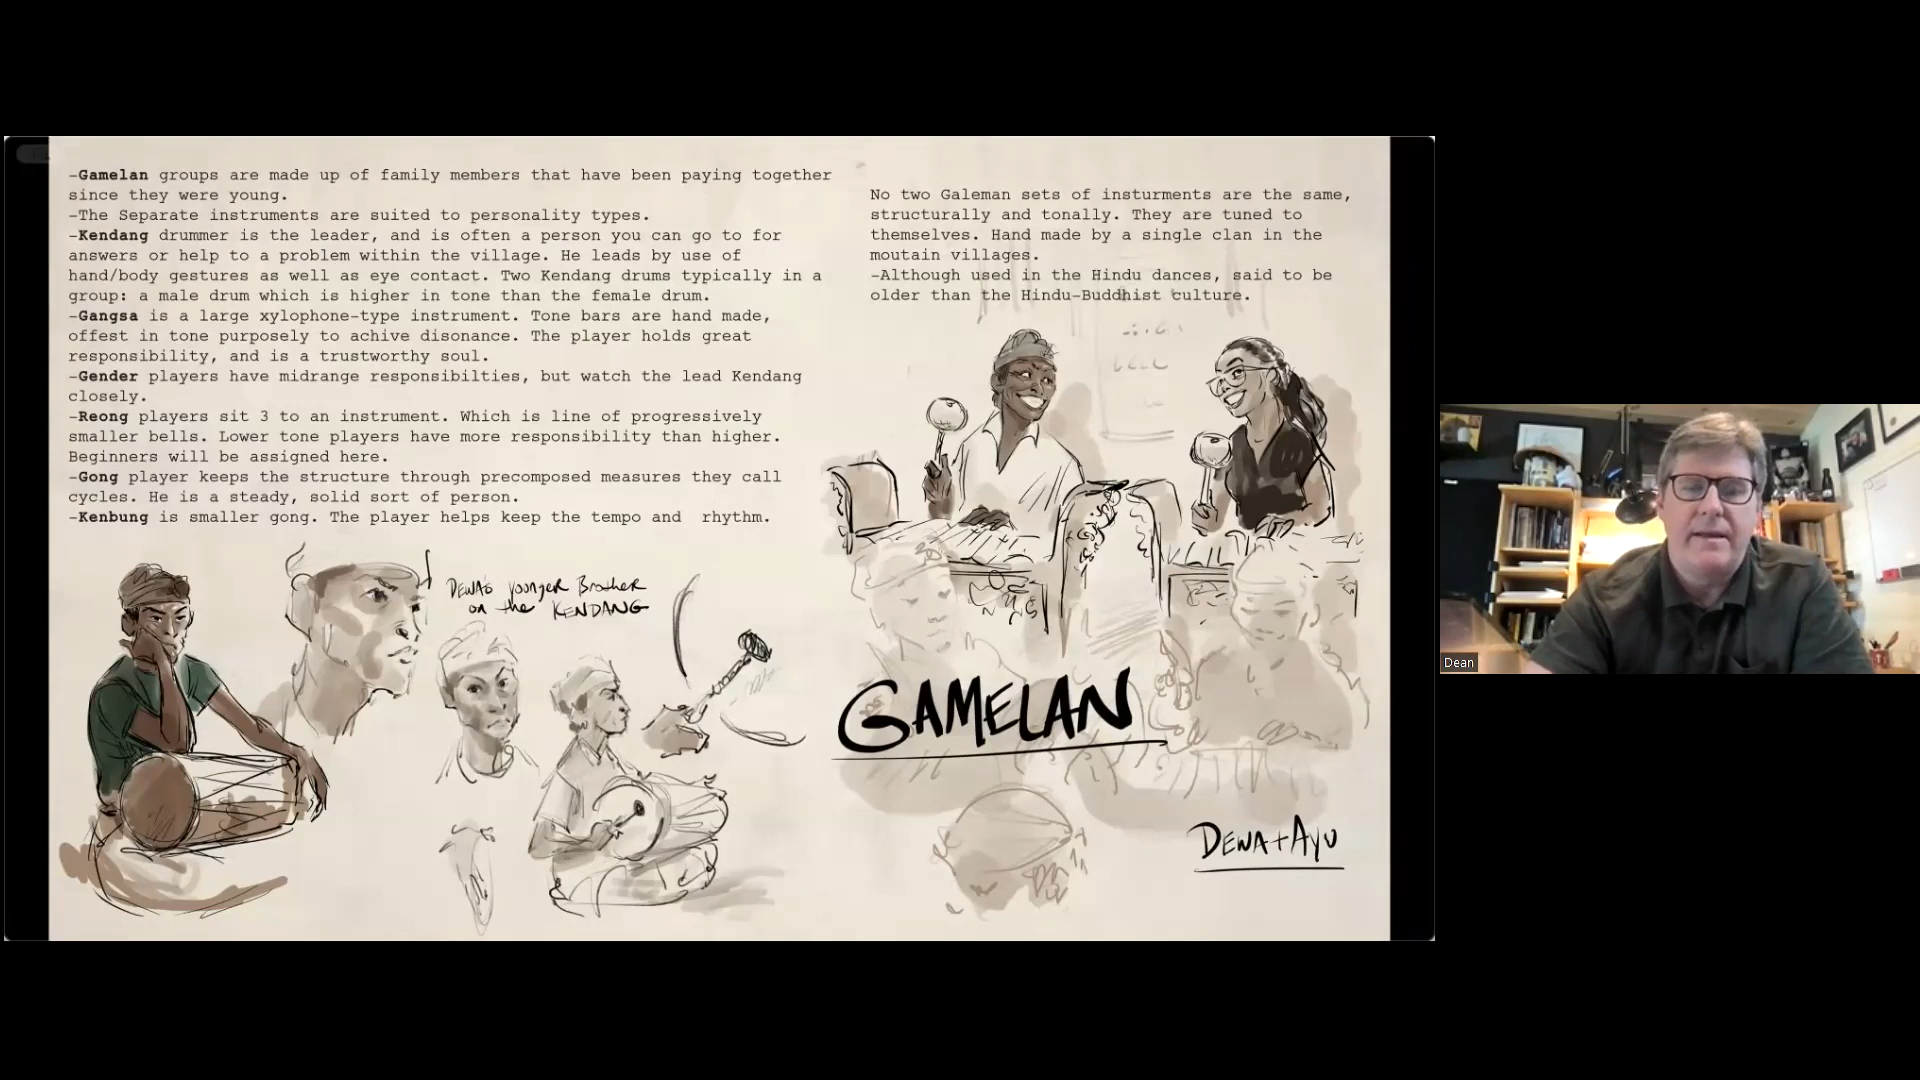 -Gamelan groups are made up of family members that have been paying together
since they were young.
-The Separate instruments are suited to personality types.
-Kendang drummer is the leader, and is often a person you can go to for
answers or help to a problem within the village. He leads by use of
hand/body gestures as well as eye contact. Two Kendang drums typically in a
group: a male drum which is higher in tone than the female drum.
-Gangsa is a large xylophone-type instrument. Tone bars are hand made,
offest in tone purposely to achive disonance. The player holds great
responsibility, and is a trustworthy soul.
-Gender players have midrange responsibilties, but watch the lead Kendang
closely.
-Reong players sit 3 to an instrument. Which is line of progressively
smaller bells. Lower tone players have more responsibility than higher.
Beginners will be assigned here.
-Gong player keeps the structure through precomposed measures they call
cycles. He is a steady, solid sort of person.
-Kenbung is smaller gong. The player helps keep the tempo and  rhythm.
No two Galeman sets of insturments are the same,
structurally and tonally. They are tuned to
themselves. Hand made by a single clan in the
moutain villages.
-Although used in the Hindu dances, said to be
older than the Hindu-Buddhist culture.
DEWA'S YOUNGER BROTHER
ON the KENDANG
GAMELAN
DEWA+AYU
Dean